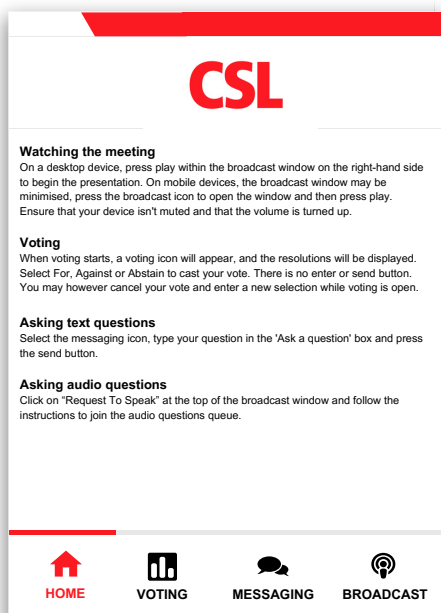 CSL
Watching the meeting
On a desktop device, press play within the broadcast window on the right-hand side
to begin the presentation. On mobile devices, the broadcast window may be
minimised, press the broadcast icon to open the window and then press play.
Ensure that your device isn't muted and that the volume is turned up.
Voting
When voting starts, a voting icon will appear, and the resolutions will be displayed.
Select For, Against or Abstain to cast your vote. There is no enter or send button.
You may however cancel your vote and enter a new selection while voting is open.
Asking text questions
Select the messaging icon, type your question in the 'Ask a question' box and press
the send button.
Asking audio questions
Click on “Request To Speak” at the top of the broadcast window and follow the
instructions to join the audio questions queue.
HOME
VOTING
MESSAGING
BROADCAST